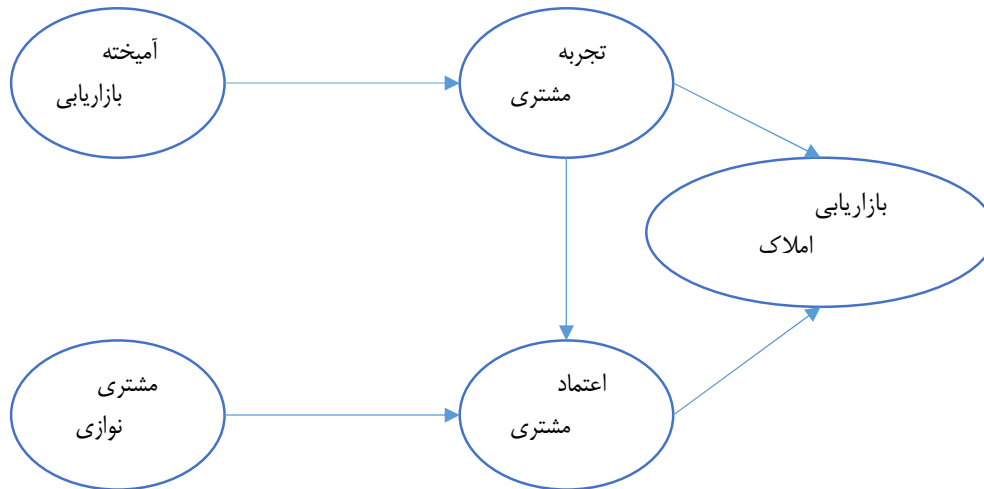 آمیخته
بازاریابی
تجربه
مشتری
بازاریابی
املاک
مشتری
نوازی
اعتماد
مشتری